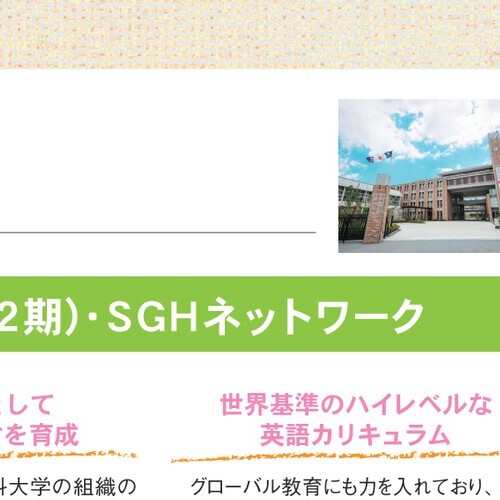 2期)・SGHネットワーク
として
を育成
世界基準のハイレベルな
英語カリキュラム
科大学の組織の
グローバル教育にも力を入れており、